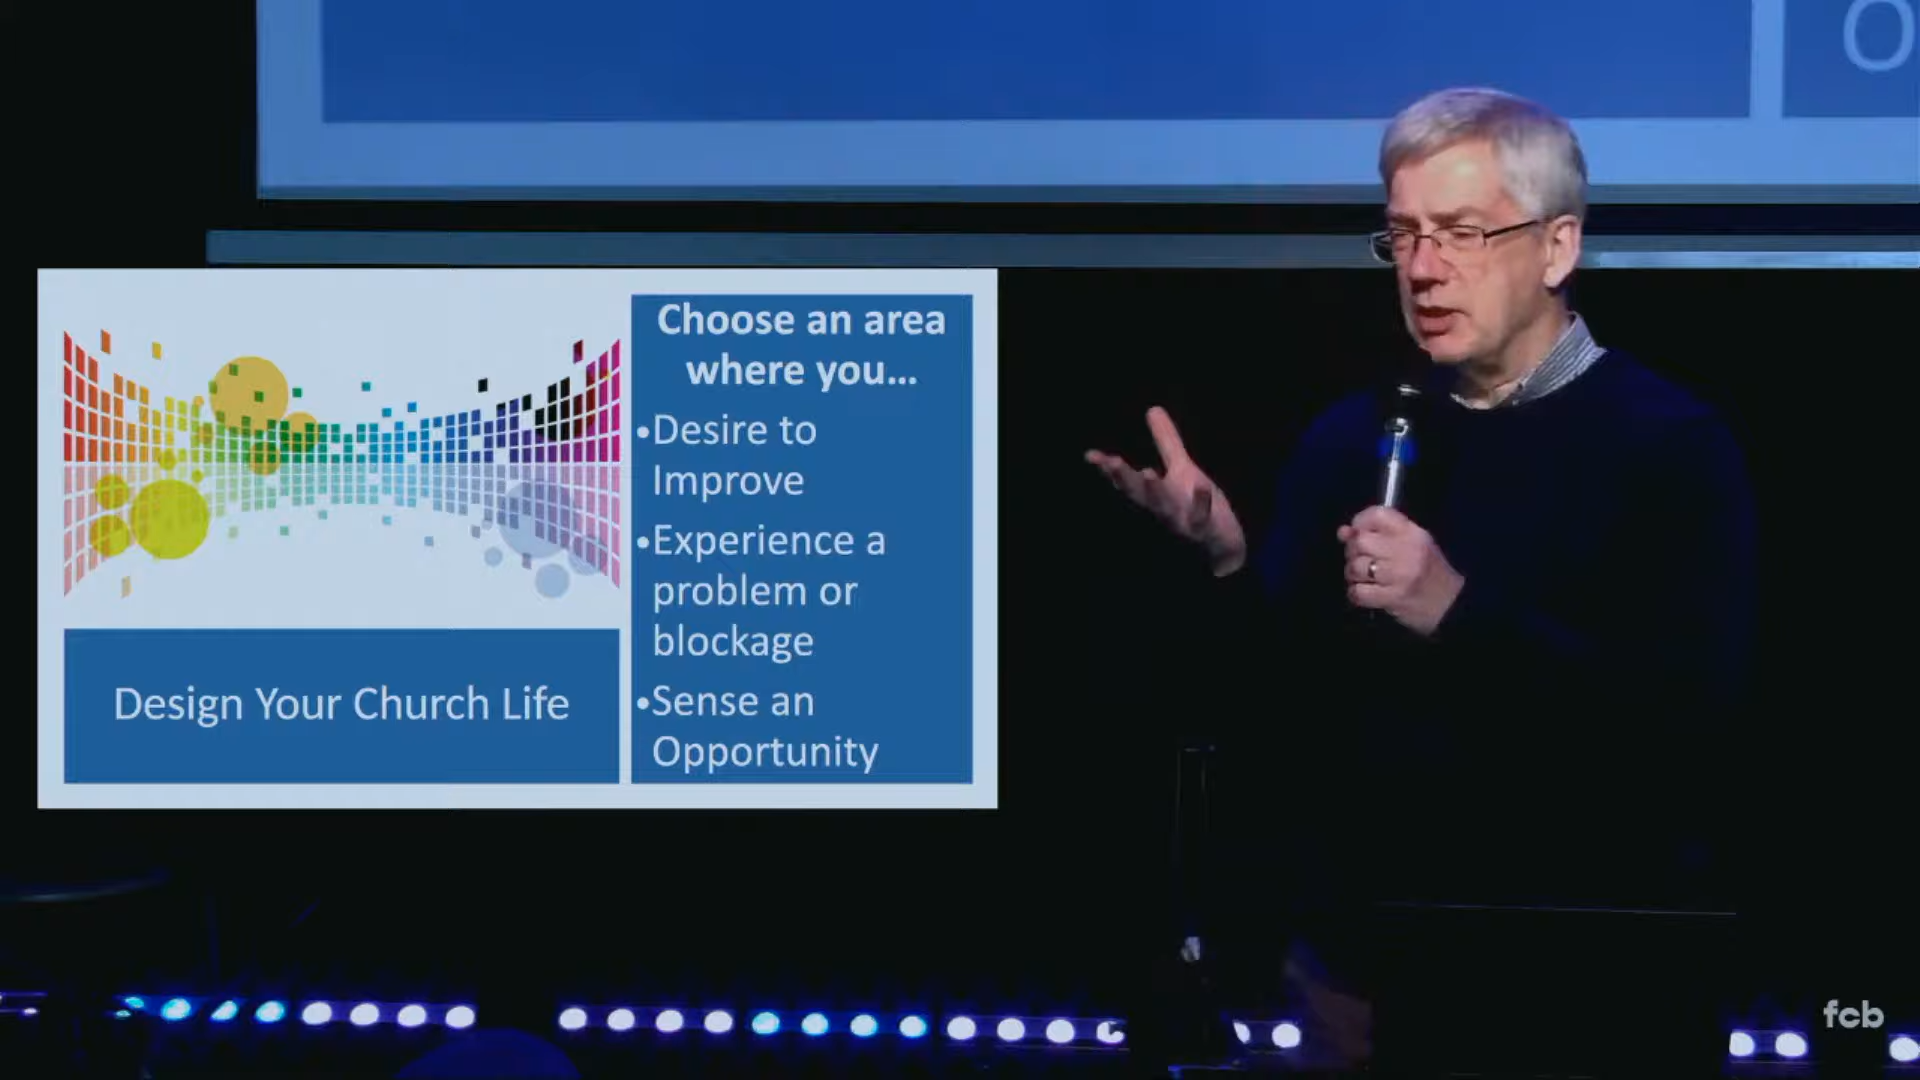 O
Choose an area
where you...
•Desire to
Improve
•Experience a
problem or
blockage
•Sense an
Opportunity
Design Your Church Life
fcb